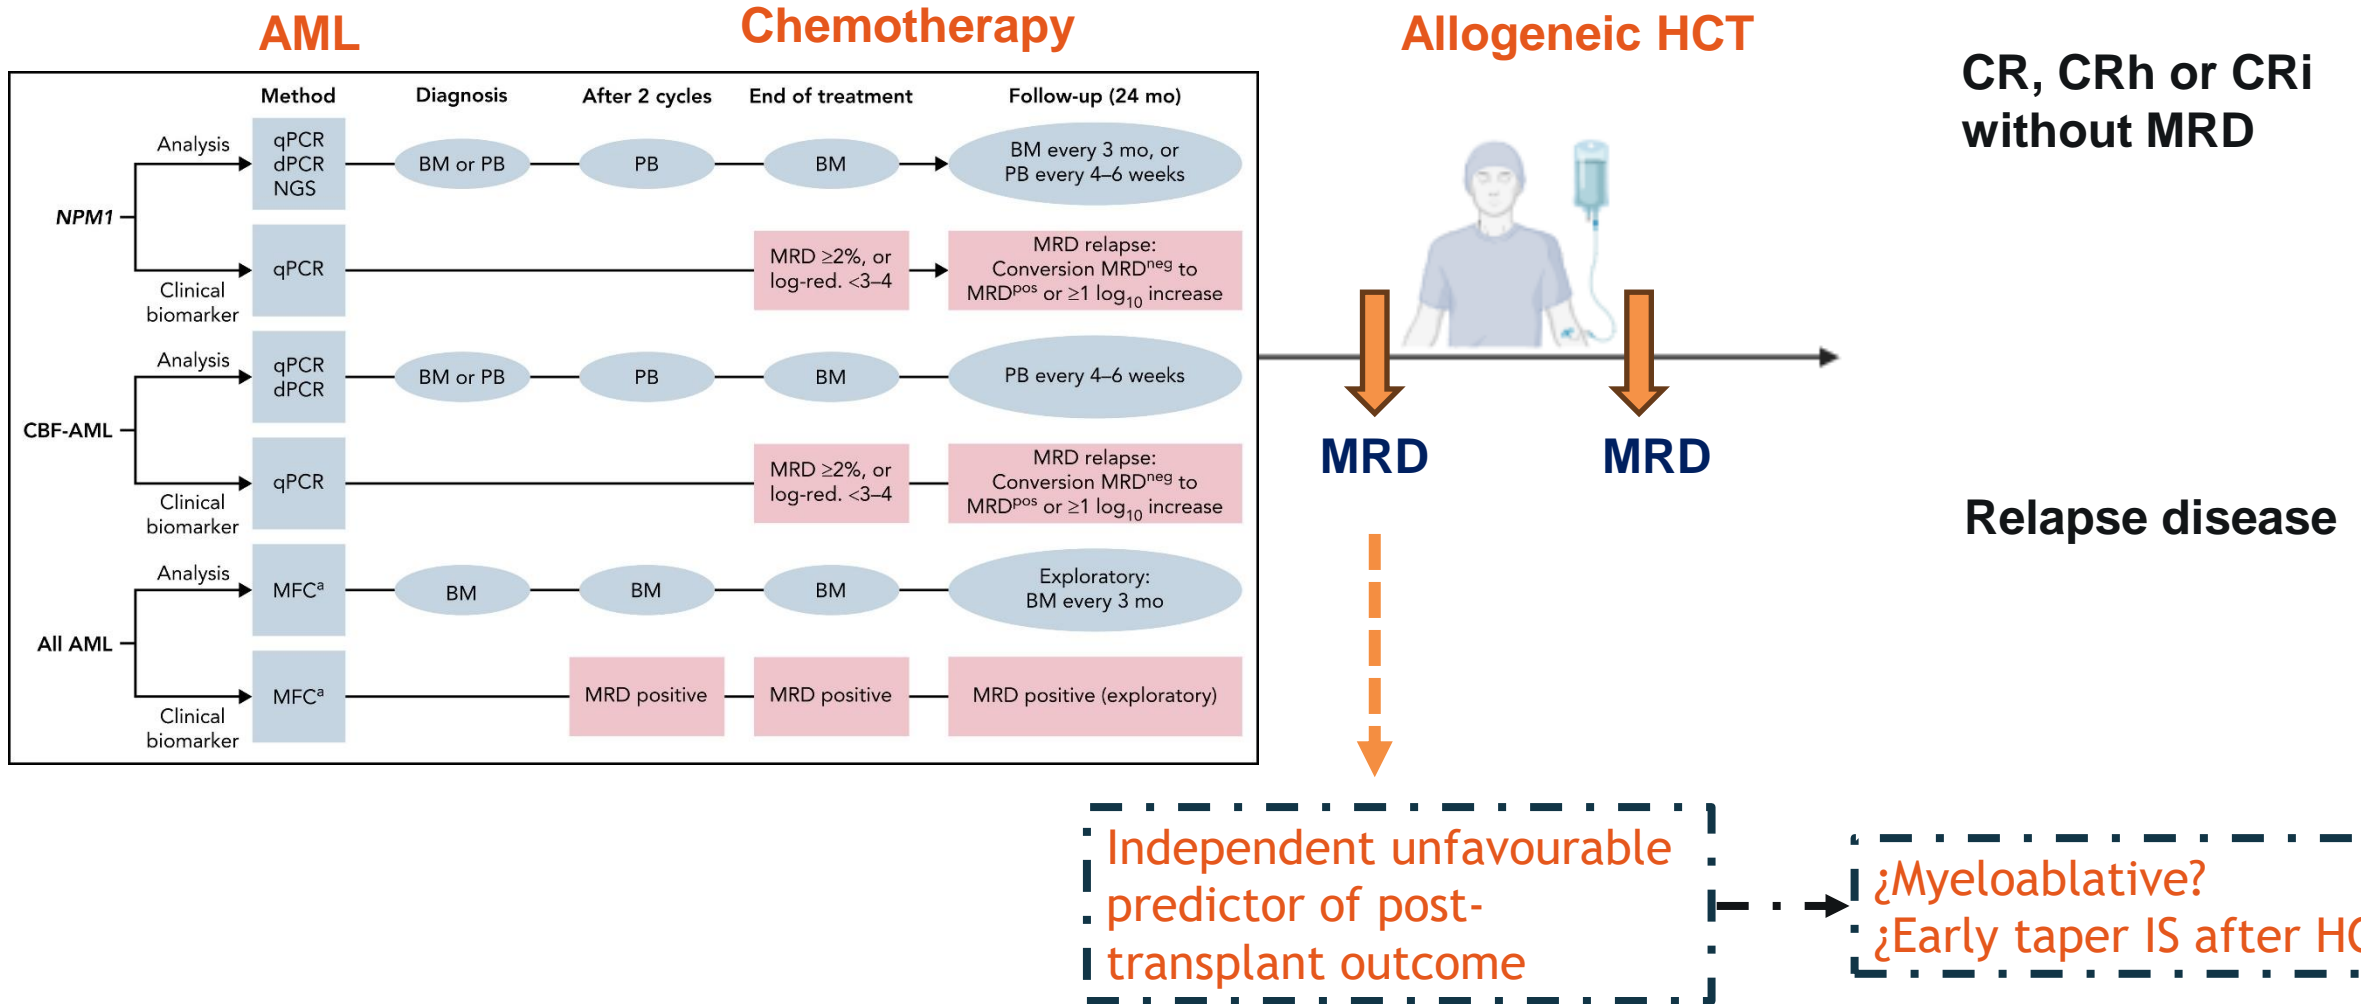 AML
Chemotherapy
Allogeneic HCT
CR, CRh or CRi
without MRD
Method
Diagnosis
After 2 cycles
End of treatment
Follow-up (24 mo)
NPM1
Analysis
qPCR
dPCR
NGS
BM or PB
PB
BM
BM every 3 mo, or
PB every 4–6 weeks
Clinical
biomarker
qPCR
MRD ≥2%, or
log-red. <3–4
MRD relapse:
Conversion MRDneg to
MRDpos or ≥1 log10 increase
CBF-AML
Analysis
qPCR
dPCR
BM or PB
PB
BM
PB every 4–6 weeks
Clinical
biomarker
qPCR
MRD ≥2%, or
log-red. <3–4
MRD relapse:
Conversion MRDneg to
MRDpos or ≥1 log10 increase
All AML
Analysis
MFCa
BM
BM
BM
Exploratory:
BM every 3 mo
Clinical
biomarker
MFCa
MRD positive
MRD positive
MRD positive (exploratory)
MRD
MRD
Relapse disease
Independent unfavourable
predictor of post-
transplant outcome
¿Myeloablative?
¿Early taper IS after